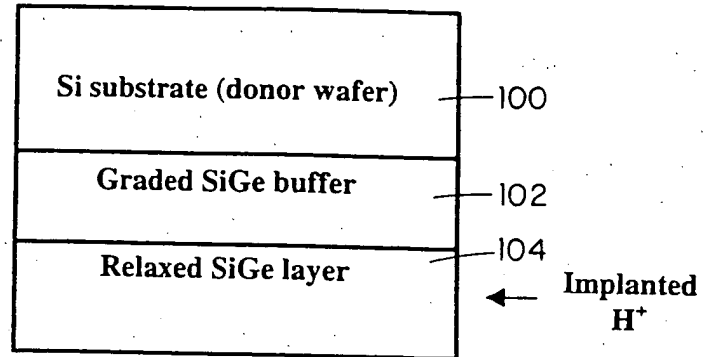 Si substrate (donor wafer)
100
Graded SiGe buffer
102
104
Relaxed SiGe layer
Implanted
H⁺